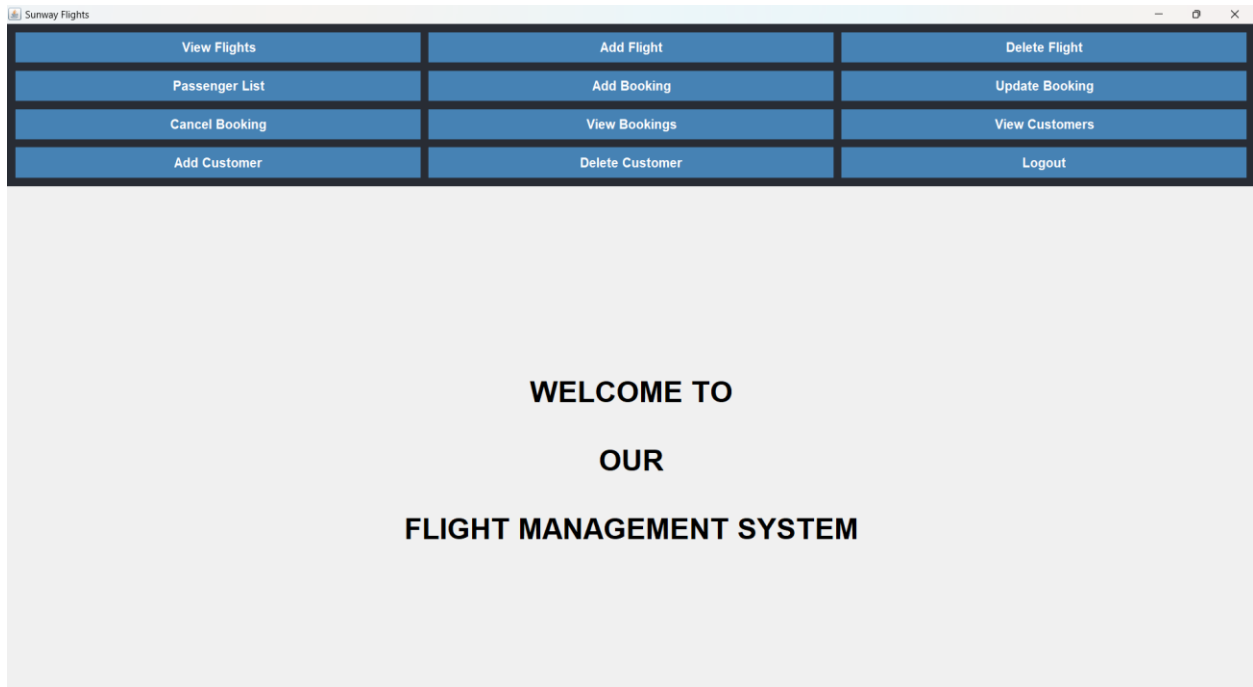 Sunway Flights
View Flights Add Flight Delete Flight
Passenger List Add Booking Update Booking
Cancel Booking View Bookings View Customers
Add Customer Delete Customer Logout
WELCOME TO
OUR
FLIGHT MANAGEMENT SYSTEM